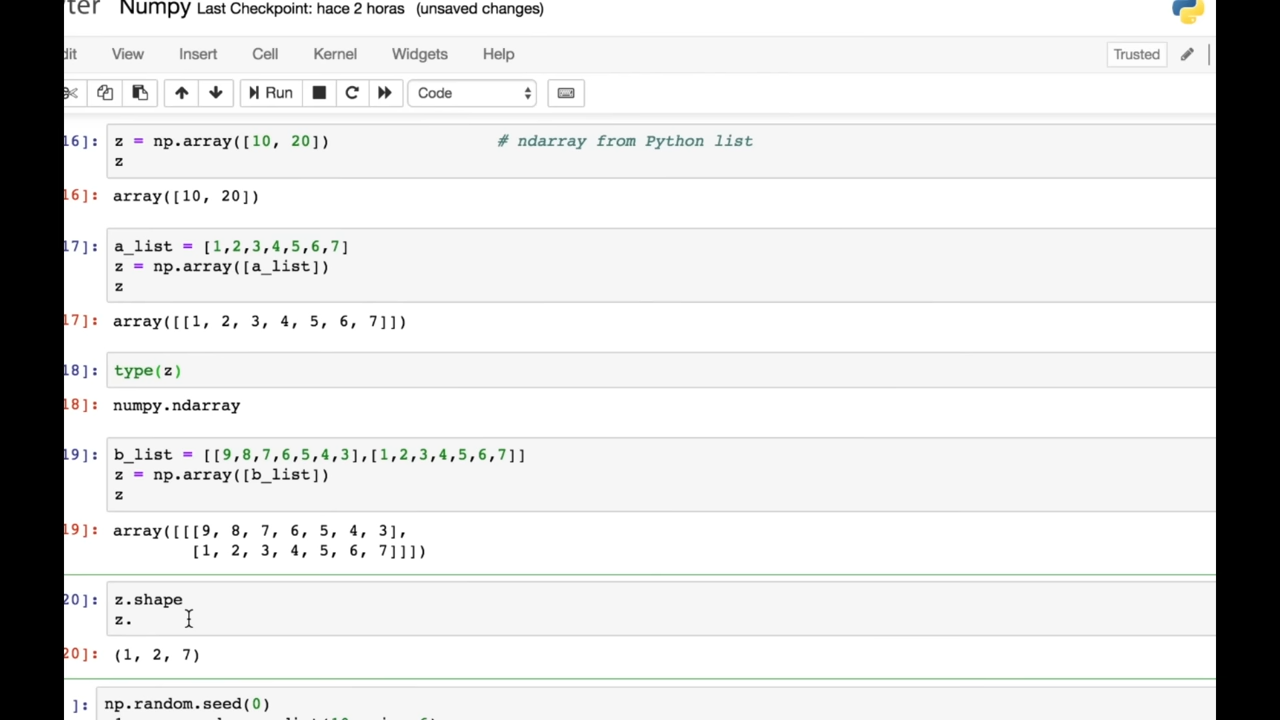 Numpy Last Checkpoint: hace 2 horas (unsaved changes)
View Insert Cell Kernel Widgets Help Trusted
Run Code
16]: z = np.array([10, 20]) # ndarray from Python list
z
16]: array([10, 20])
17]: a_list = [1,2,3,4,5,6,7]
z = np.array([a_list])
z
17]: array([[1, 2, 3, 4, 5, 6, 7]])
18]: type(z)
18]: numpy.ndarray
19]: b_list = [[9,8,7,6,5,4,3],[1,2,3,4,5,6,7]]
z = np.array([b_list])
z
19]: array([[[9, 8, 7, 6, 5, 4, 3],
[1, 2, 3, 4, 5, 6, 7]]])
20]: z.shape
z.
20]: (1, 2, 7)
]: np.random.seed(0)